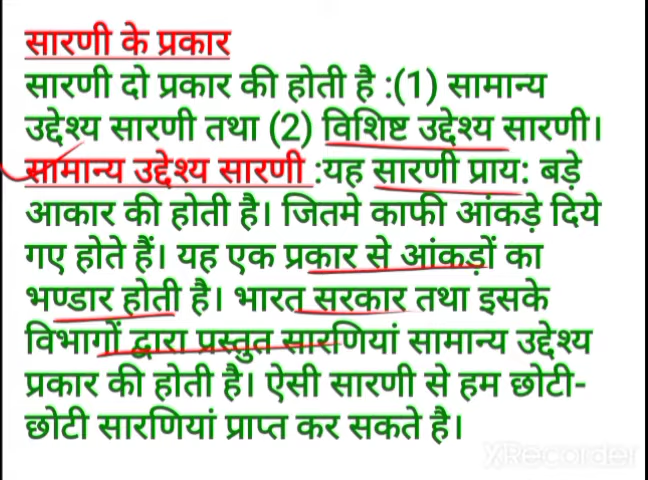 सारणी के प्रकार
सारणी दो प्रकार की होती है :(1) सामान्य
उद्देश्य सारणी तथा (2) विशिष्ट उद्देश्य सारणी।
सामान्य उद्देश्य सारणी :यह सारणी प्राय: बड़े
आकार की होती है। जितमे काफी आंकड़े दिये
गए होते हैं। यह एक प्रकार से आंकड़ों का
भण्डार होती है। भारत सरकार तथा इसके
विभागों द्वारा प्रस्तुत सारणियां सामान्य उद्देश्य
प्रकार की होती है। ऐसी सारणी से हम छोटी-
छोटी सारणियां प्राप्त कर सकते है।
XRecorder